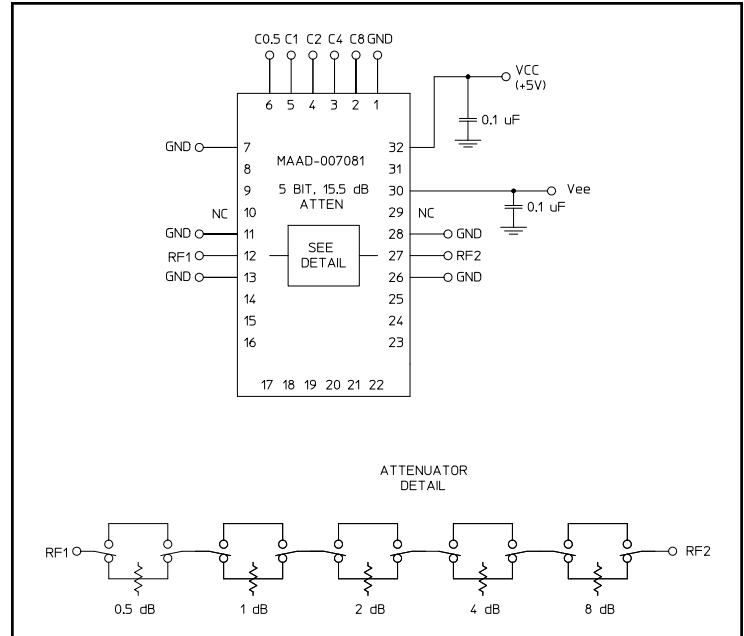 C0.5 C1 C2 C4 C8 GND
6 5 4 3 2 1
VCC
(+5V)
0.1 uF
GND 7
8
9
NC 10
GND 11
RF1 12
GND 13
14
15
16
MAAD-007081
5 BIT, 15.5 dB
ATTEN
SEE
DETAIL
32
31
30 Vee
0.1 uF
29 NC
28 GND
27 RF2
26 GND
25
24
23
17 18 19 20 21 22
ATTENUATOR
DETAIL
RF1 RF2
0.5 dB 1 dB 2 dB 4 dB 8 dB